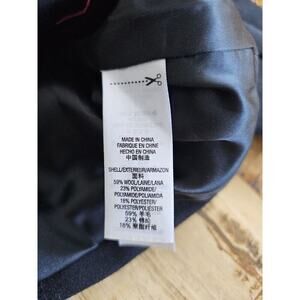 MADE IN CHINA
FABRIQUE EN CHINE
HECHO EN CHINA
中国制造
SHELL/EXTERIEUR/ARMAZON
面料
59% WOOL/LAINE/LANA
23% POLYAMIDE/
POLYAMIDE/POLIAMIDA
18% POLYESTER/
POLYESTER/POLIÉSTER
59% 羊毛
23% 锦纶
18% 聚酯纤维